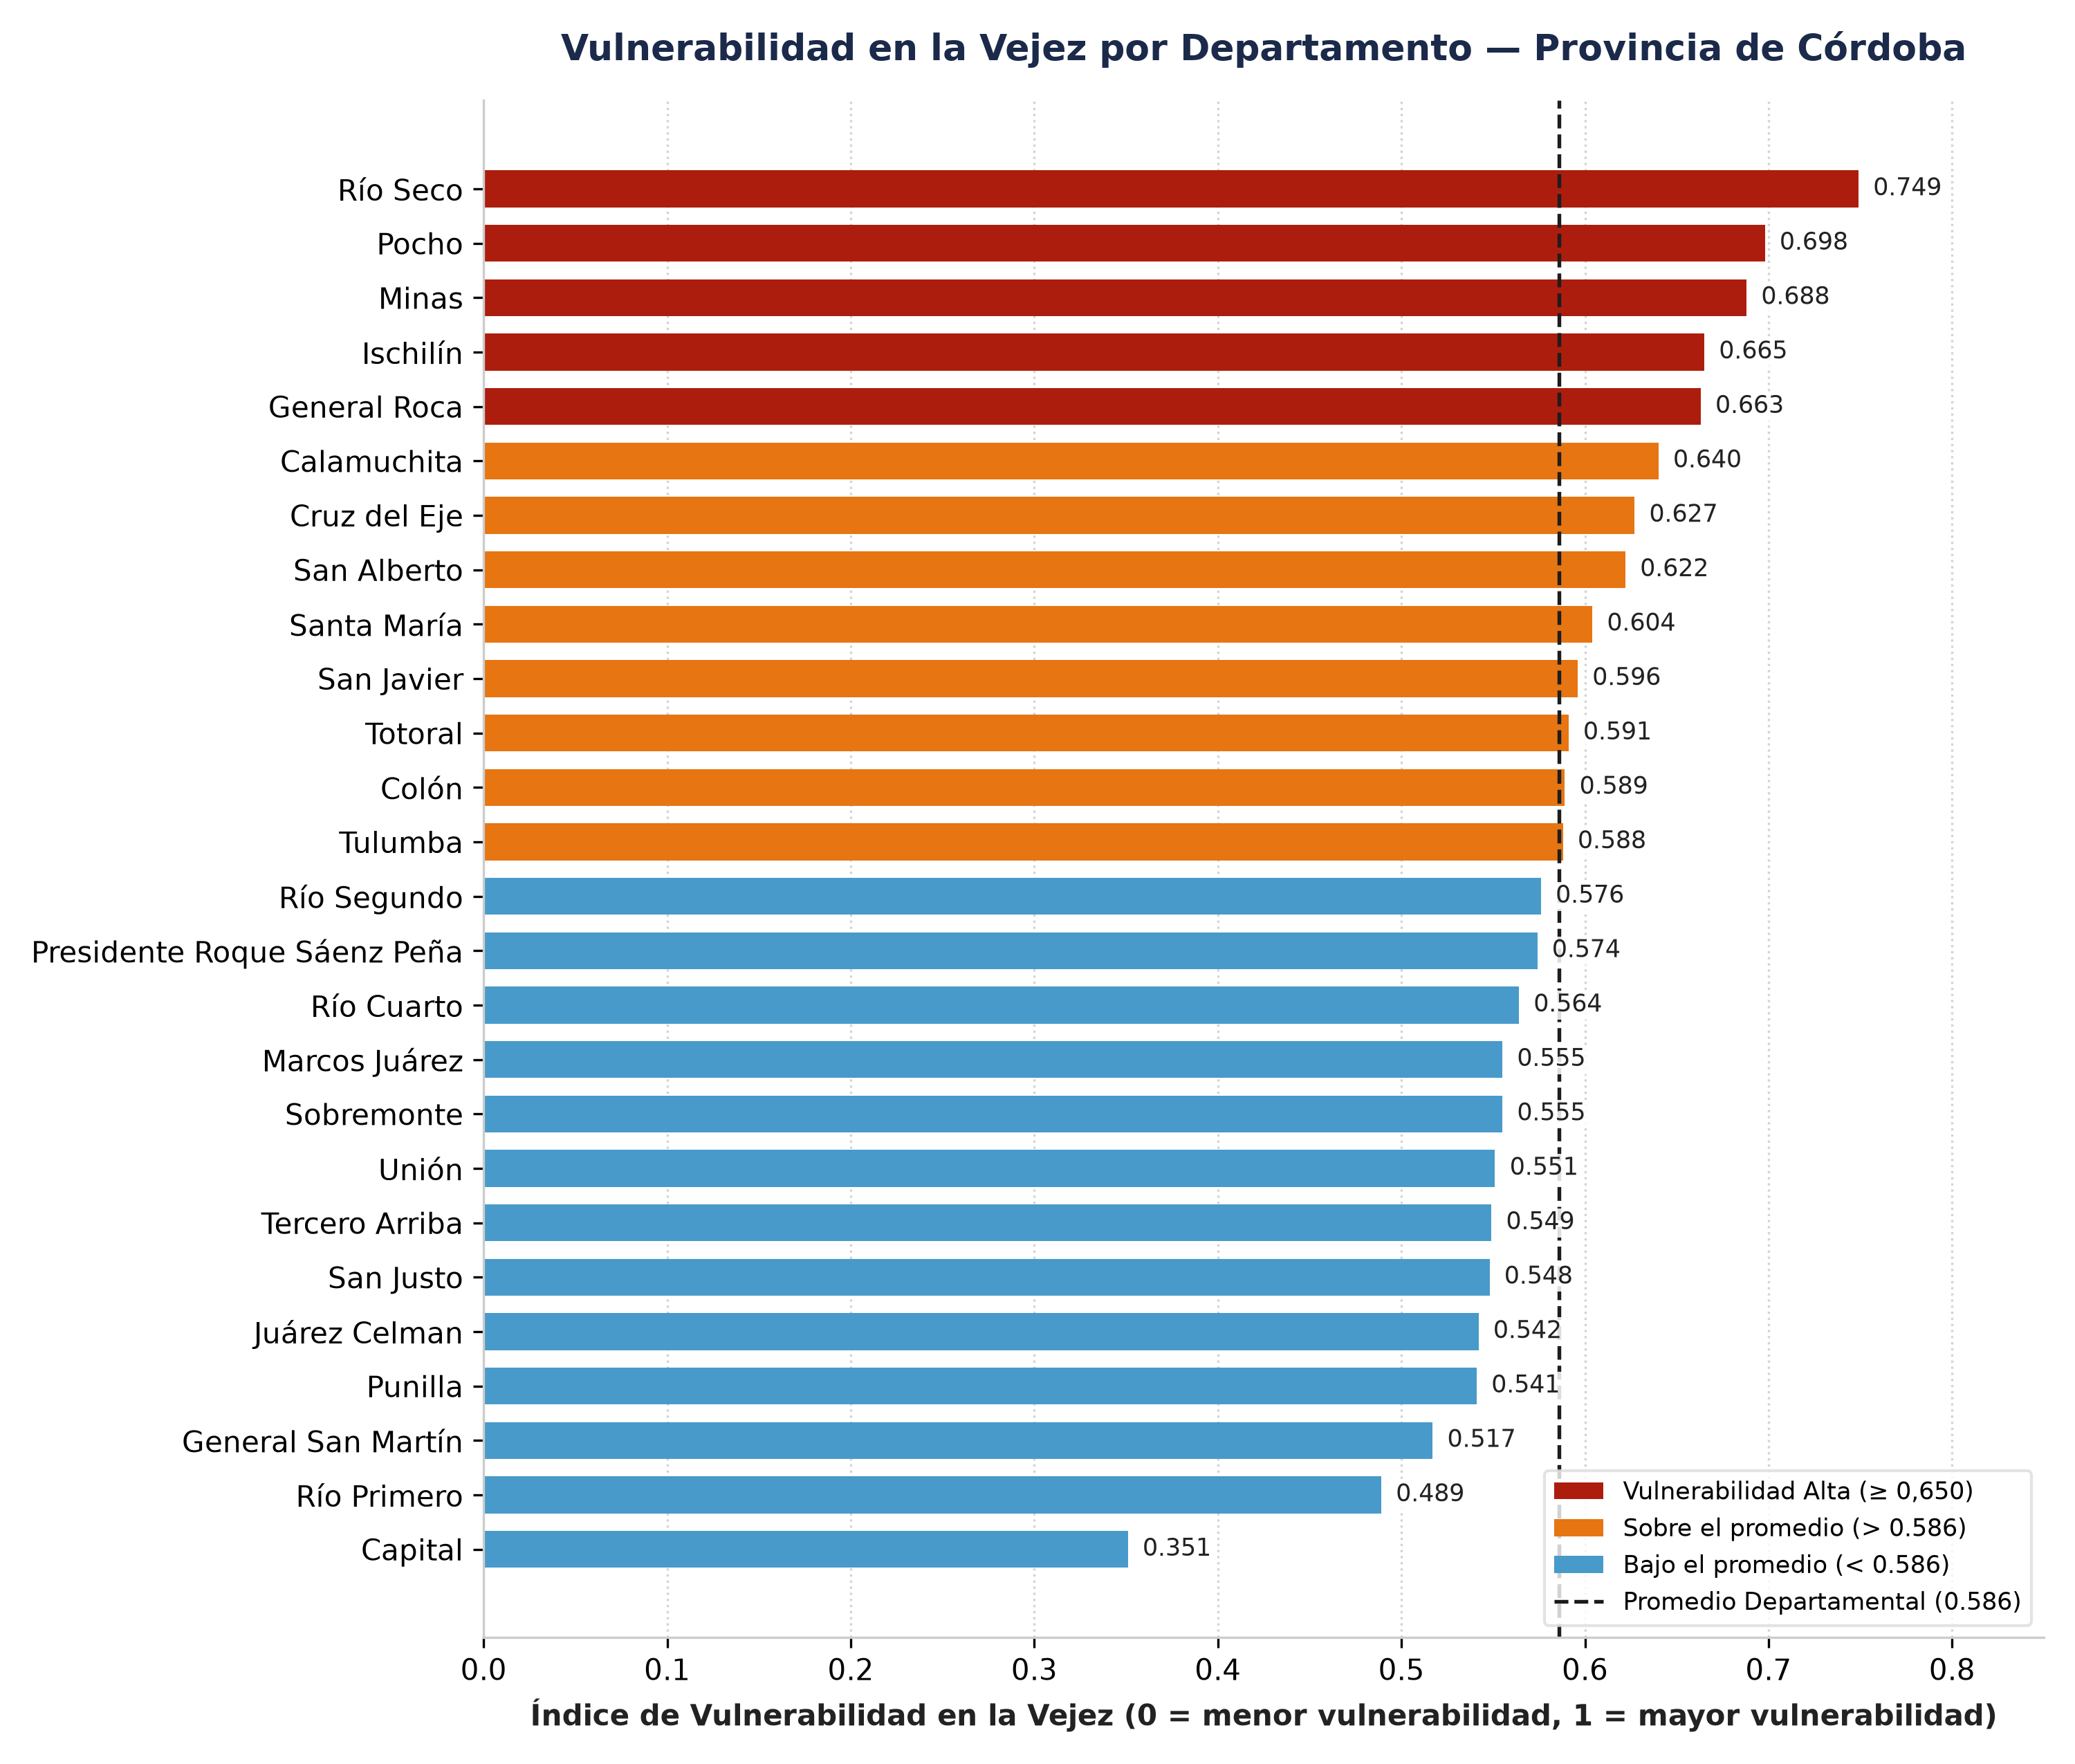 Vulnerabilidad en la Vejez por Departamento — Provincia de Córdoba
Río Seco 0.749
Pocho 0.698
Minas 0.688
Ischilín 0.665
General Roca 0.663
Calamuchita 0.640
Cruz del Eje 0.627
San Alberto 0.622
Santa María 0.604
San Javier 0.596
Totoral 0.591
Colón 0.589
Tulumba 0.588
Río Segundo 0.576
Presidente Roque Sáenz Peña 0.574
Río Cuarto 0.564
Marcos Juárez 0.555
Sobremonte 0.555
Unión 0.551
Tercero Arriba 0.549
San Justo 0.548
Juárez Celman 0.542
Punilla 0.541
General San Martín 0.517
Río Primero 0.489
Capital 0.351
Vulnerabilidad Alta (≥ 0,650)
Sobre el promedio (> 0.586)
Bajo el promedio (< 0.586)
Promedio Departamental (0.586)
0.0 0.1 0.2 0.3 0.4 0.5 0.6 0.7 0.8
Índice de Vulnerabilidad en la Vejez (0 = menor vulnerabilidad, 1 = mayor vulnerabilidad)